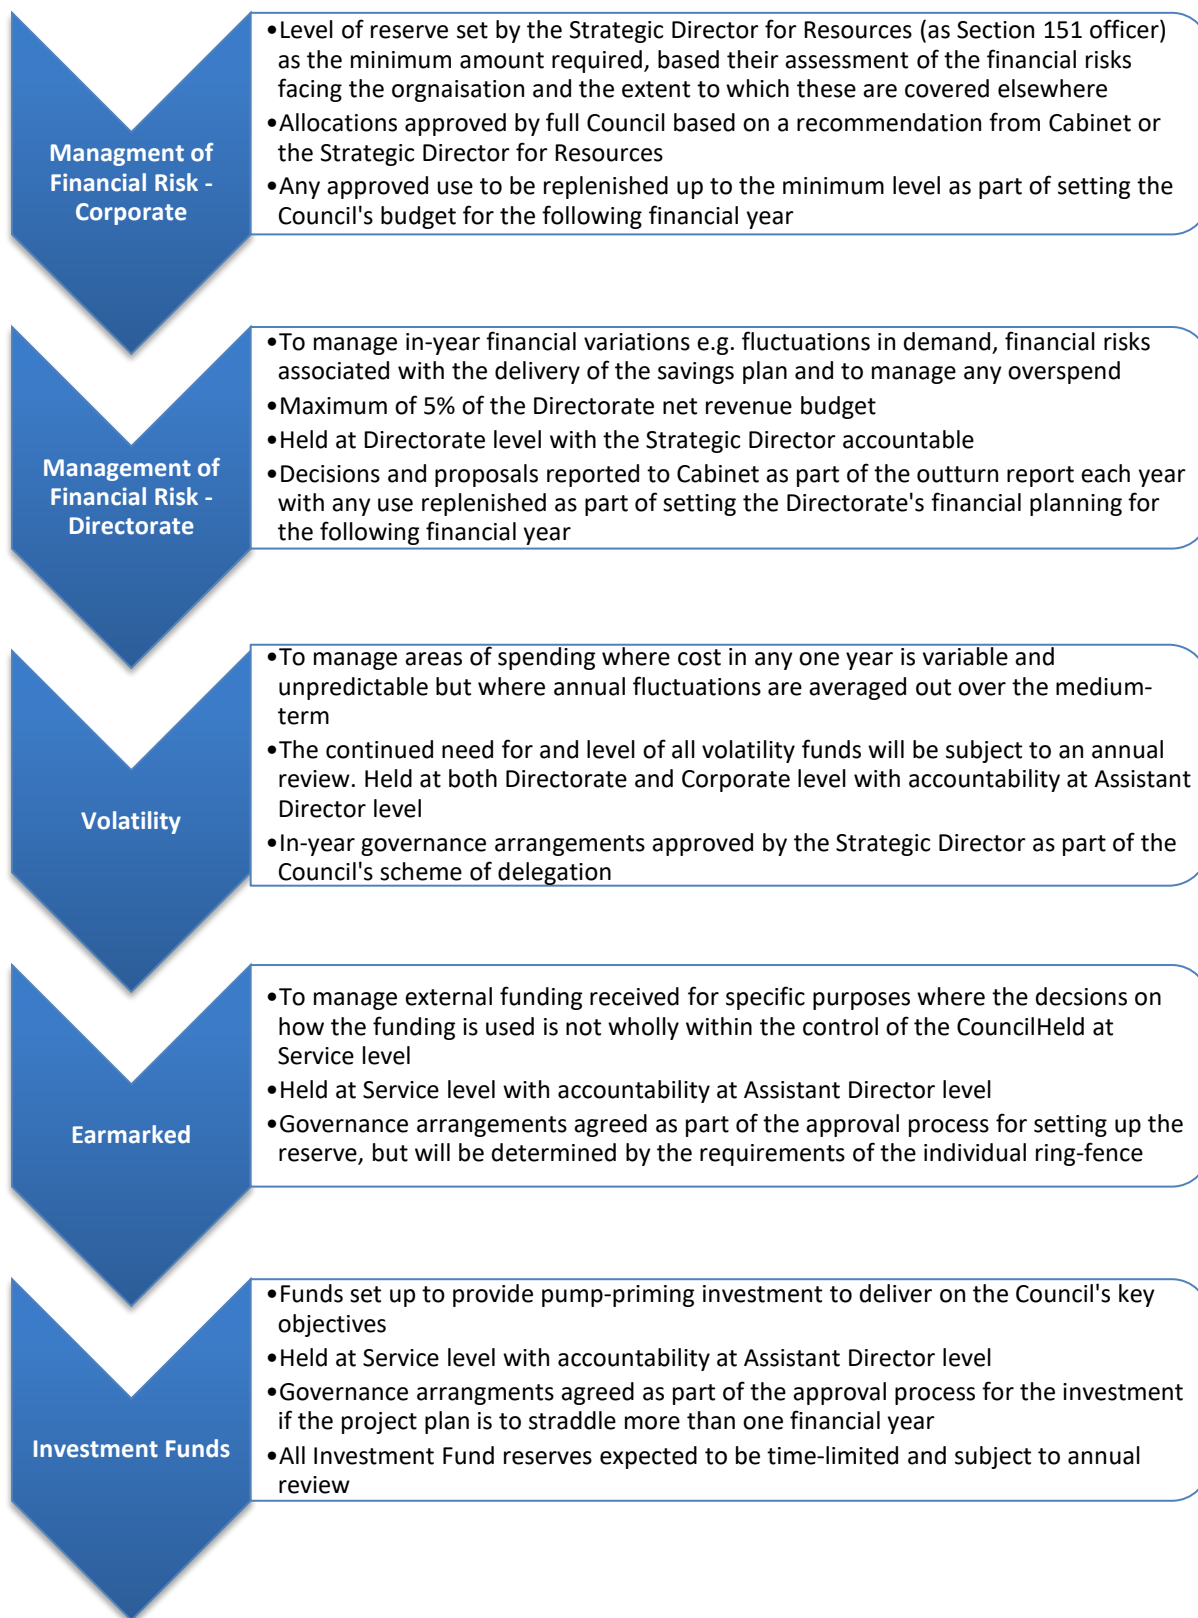 Managment of
Financial Risk -
Corporate
•Level of reserve set by the Strategic Director for Resources (as Section 151 officer)
as the minimum amount required, based their assessment of the financial risks
facing the orgnaisation and the extent to which these are covered elsewhere
•Allocations approved by full Council based on a recommendation from Cabinet or
the Strategic Director for Resources
•Any approved use to be replenished up to the minimum level as part of setting the
Council's budget for the following financial year
Management of
Financial Risk -
Directorate
•To manage in-year financial variations e.g. fluctuations in demand, financial risks
associated with the delivery of the savings plan and to manage any overspend
•Maximum of 5% of the Directorate net revenue budget
•Held at Directorate level with the Strategic Director accountable
•Decisions and proposals reported to Cabinet as part of the outturn report each year
with any use replenished as part of setting the Directorate's financial planning for
the following financial year
Volatility
•To manage areas of spending where cost in any one year is variable and
unpredictable but where annual fluctuations are averaged out over the medium-
term
•The continued need for and level of all volatility funds will be subject to an annual
review. Held at both Directorate and Corporate level with accountability at Assistant
Director level
•In-year governance arrangements approved by the Strategic Director as part of the
Council's scheme of delegation
Earmarked
•To manage external funding received for specific purposes where the decsions on
how the funding is used is not wholly within the control of the CouncilHeld at
Service level
•Held at Service level with accountability at Assistant Director level
•Governance arrangements agreed as part of the approval process for setting up the
reserve, but will be determined by the requirements of the individual ring-fence
Investment Funds
•Funds set up to provide pump-priming investment to deliver on the Council's key
objectives
•Held at Service level with accountability at Assistant Director level
•Governance arrangments agreed as part of the approval process for the investment
if the project plan is to straddle more than one financial year
•All Investment Fund reserves expected to be time-limited and subject to annual
review